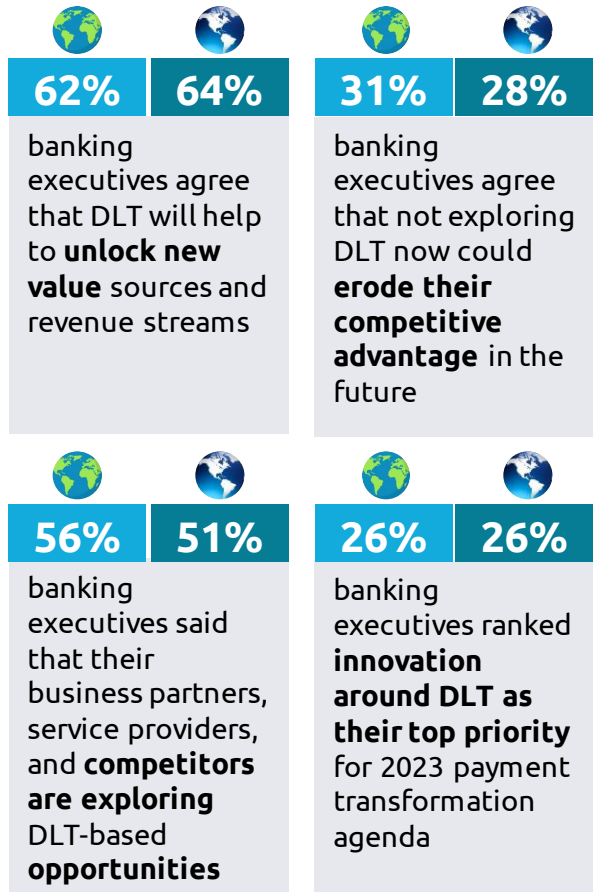 62% 64%
banking
executives agree
that DLT will help
to unlock new
value sources and
revenue streams
31% 28%
banking
executives agree
that not exploring
DLT now could
erode their
competitive
advantage in the
future
56% 51%
banking
executives said
that their
business partners,
service providers,
and competitors
are exploring
DLT-based
opportunities
26% 26%
banking
executives ranked
innovation
around DLT as
their top priority
for 2023 payment
transformation
agenda